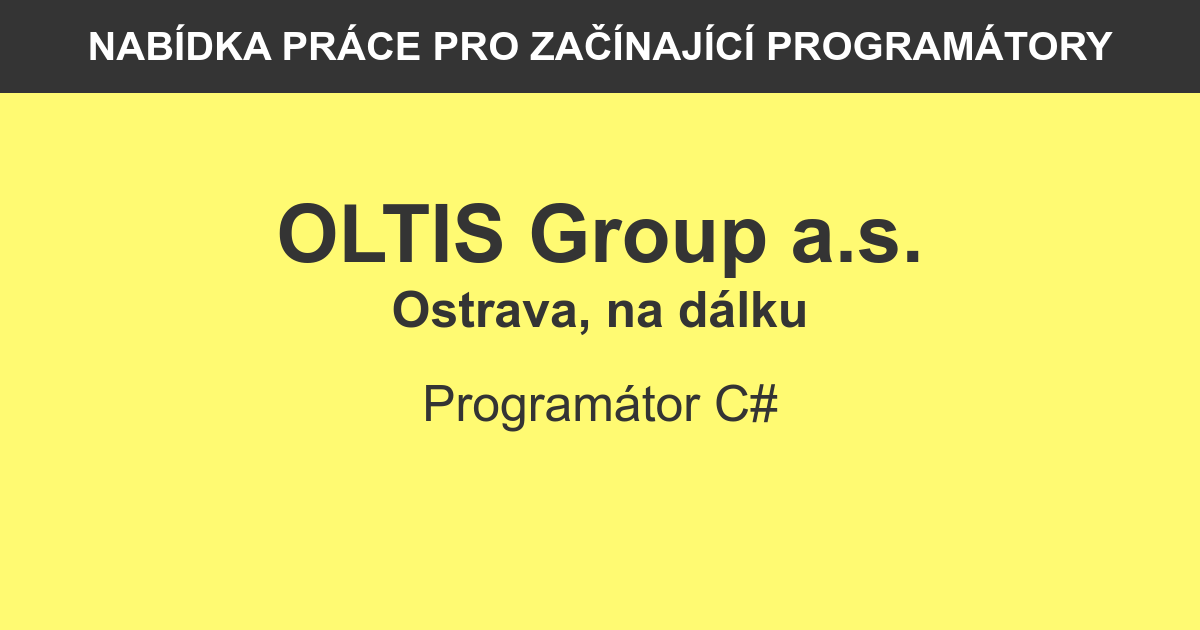 NABÍDKA PRÁCE PRO ZAČÍNAJÍCÍ PROGRAMÁTORY
OLTIS Group a.s.
Ostrava, na dálku
Programátor C#